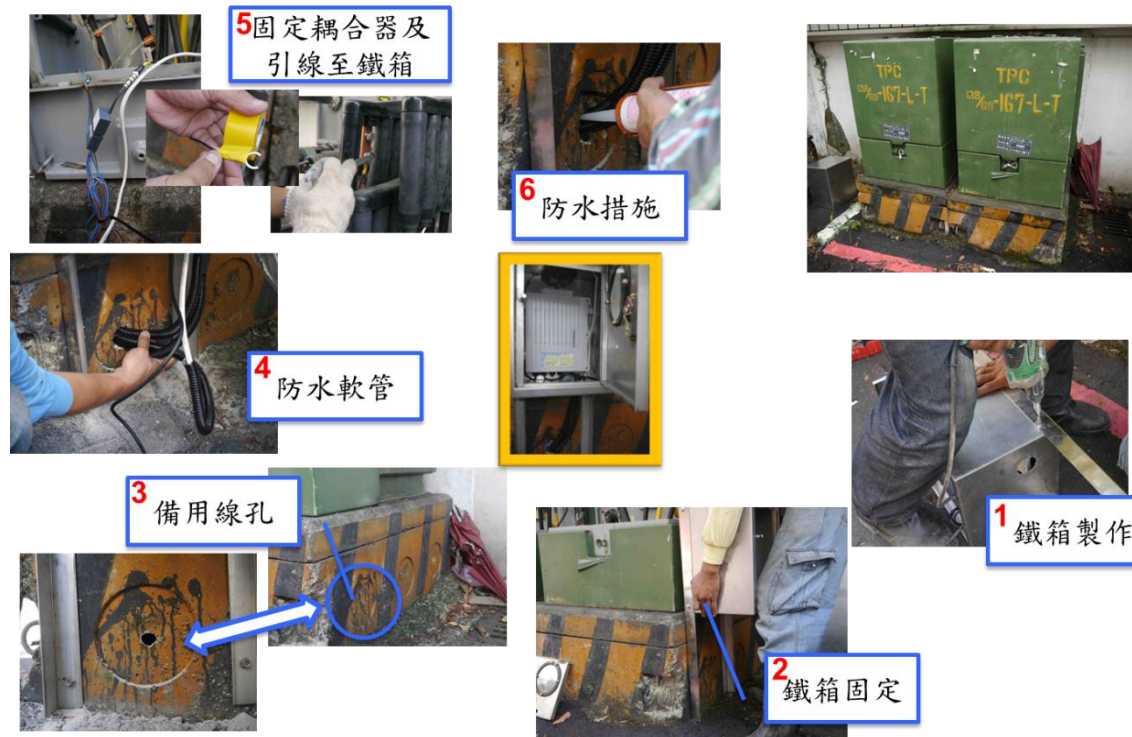 5 固定耦合器及
引線至鐵箱
6 防水措施
TPC
167-L-T
TPC
167-L-T
4 防水軟管
3 備用線孔
1 鐵箱製作
2 鐵箱固定